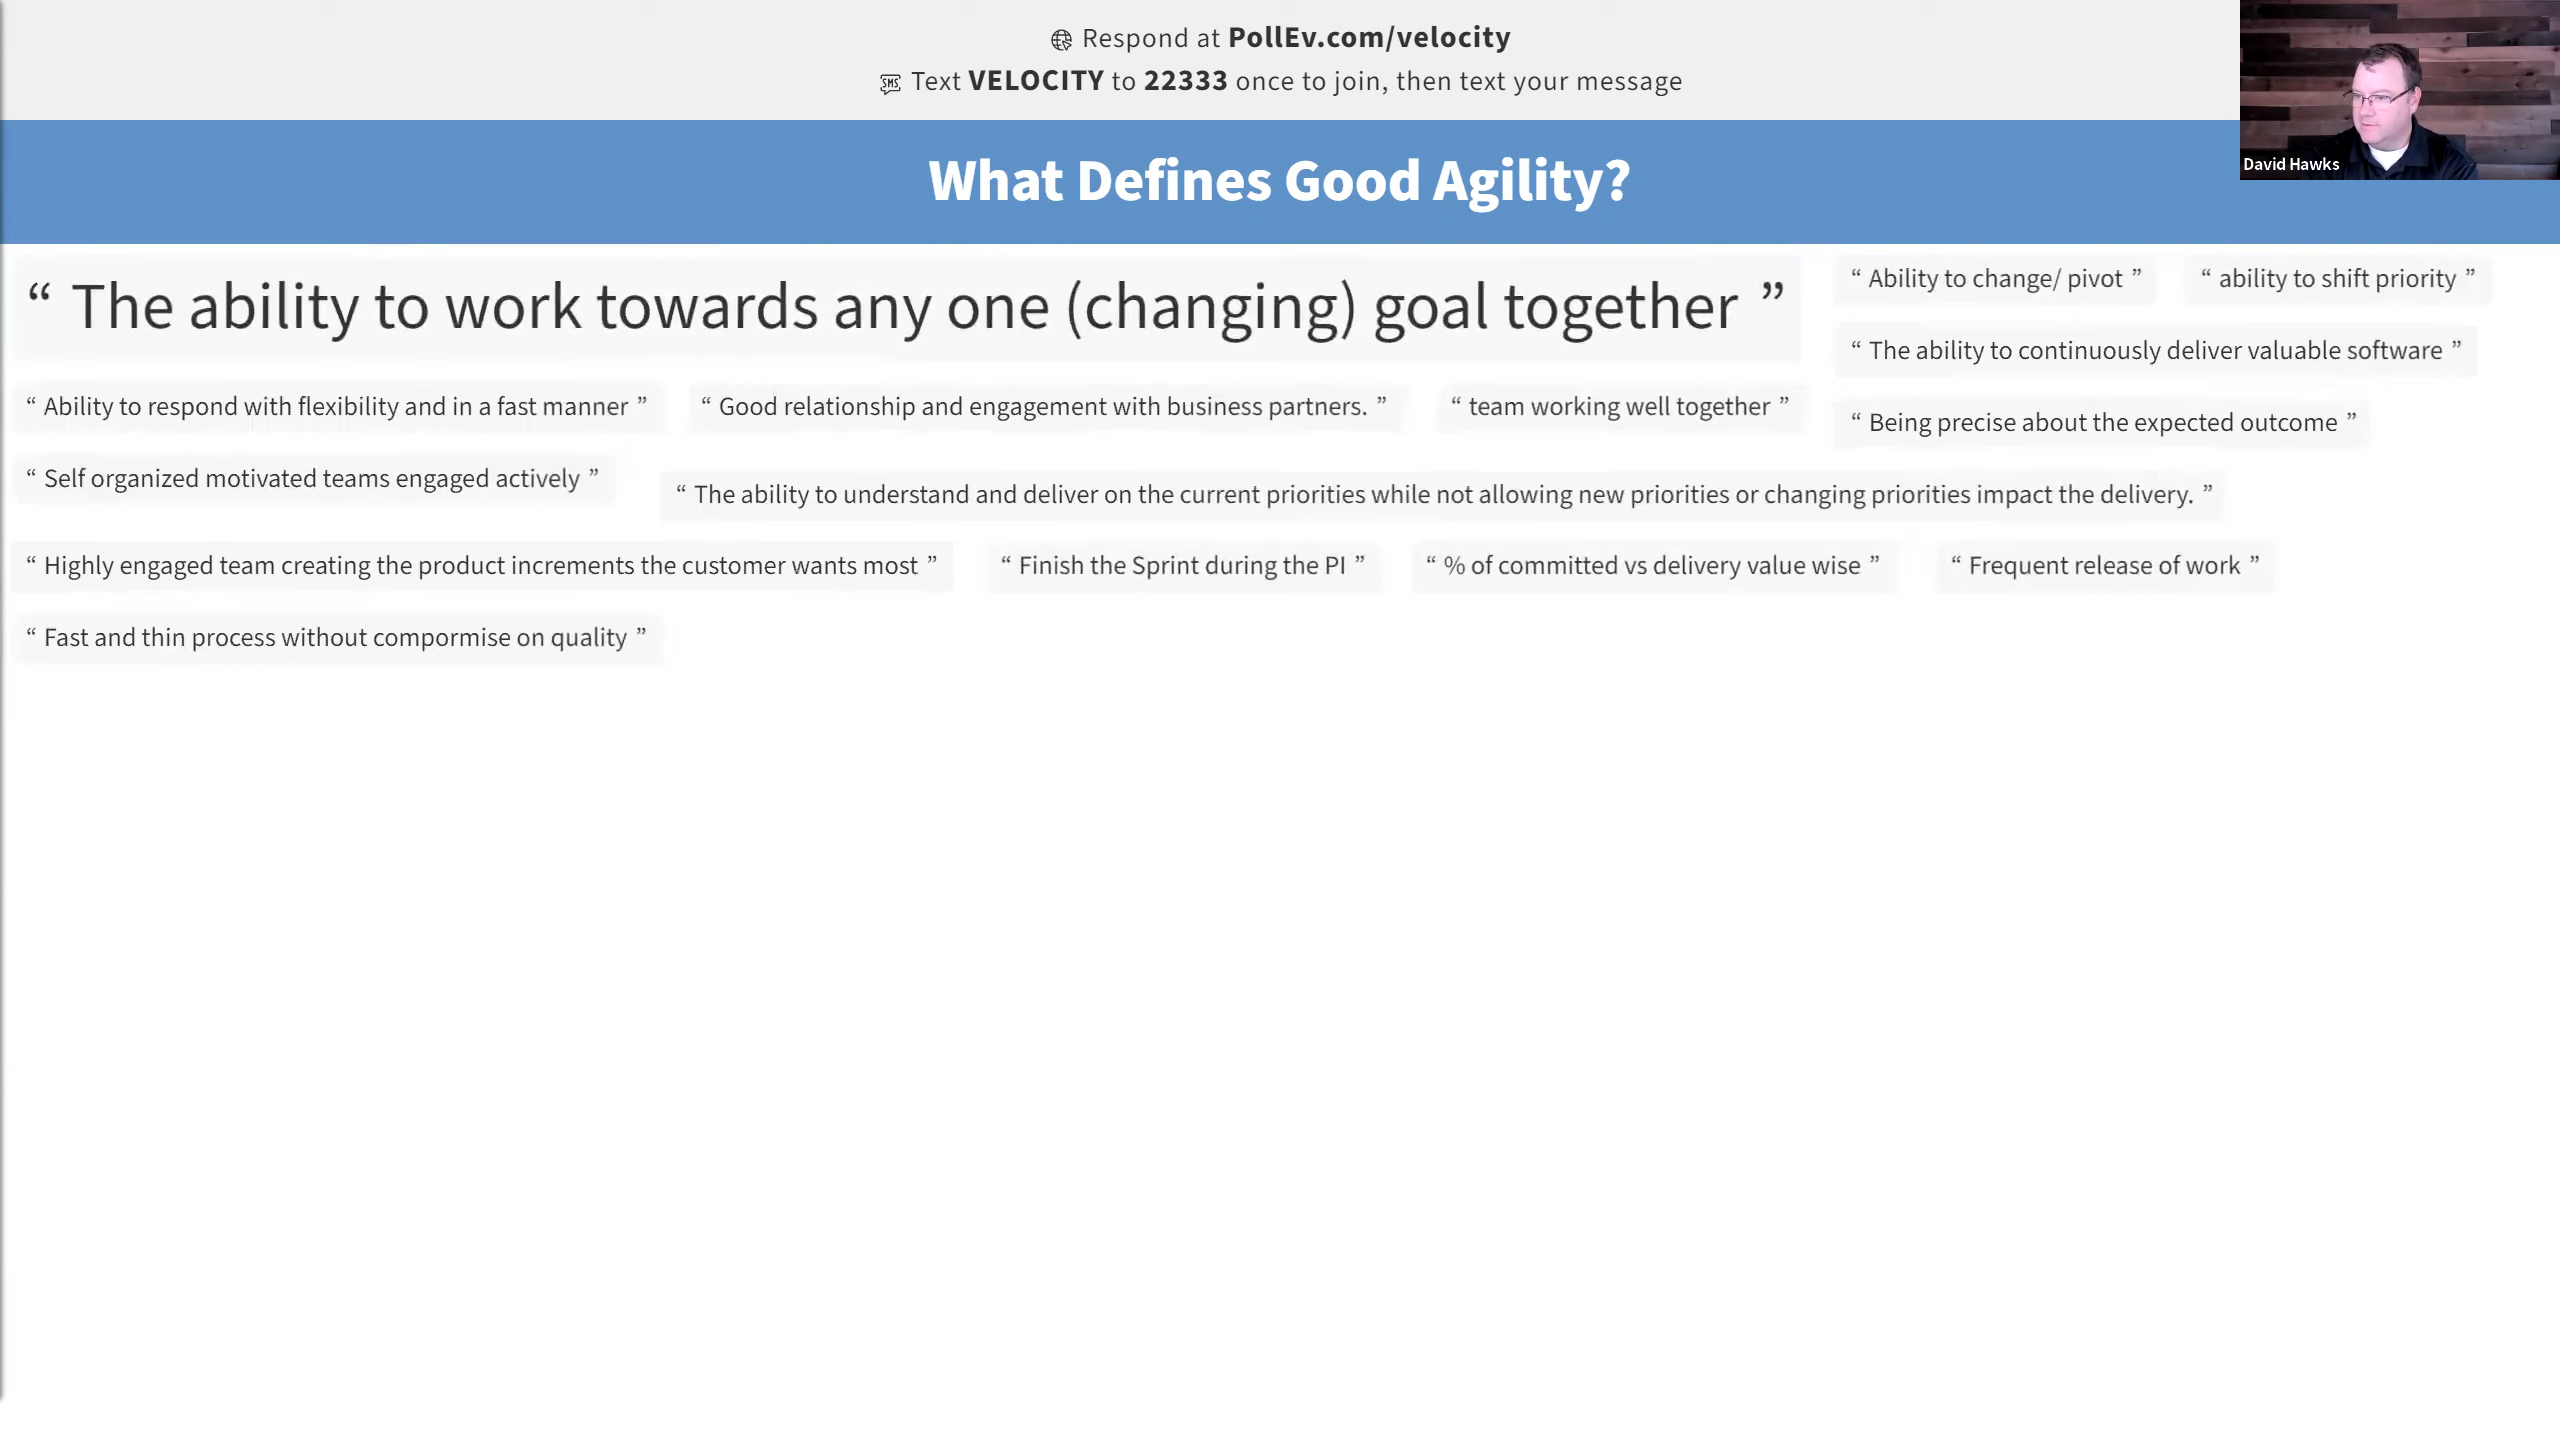 Respond at PollEv.com/velocity
Text VELOCITY to 22333 once to join, then text your message
David Hawks
What Defines Good Agility?
“ The ability to work towards any one (changing) goal together ”
“ Ability to change/ pivot ”
“ ability to shift priority ”
“ The ability to continuously deliver valuable software ”
“ Ability to respond with flexibility and in a fast manner ”
“ Good relationship and engagement with business partners. ”
“ team working well together ”
“ Being precise about the expected outcome ”
“ Self organized motivated teams engaged actively ”
“ The ability to understand and deliver on the current priorities while not allowing new priorities or changing priorities impact the delivery. ”
“ Highly engaged team creating the product increments the customer wants most ”
“ Finish the Sprint during the PI ”
“ % of committed vs delivery value wise ”
“ Frequent release of work ”
“ Fast and thin process without compormise on quality ”